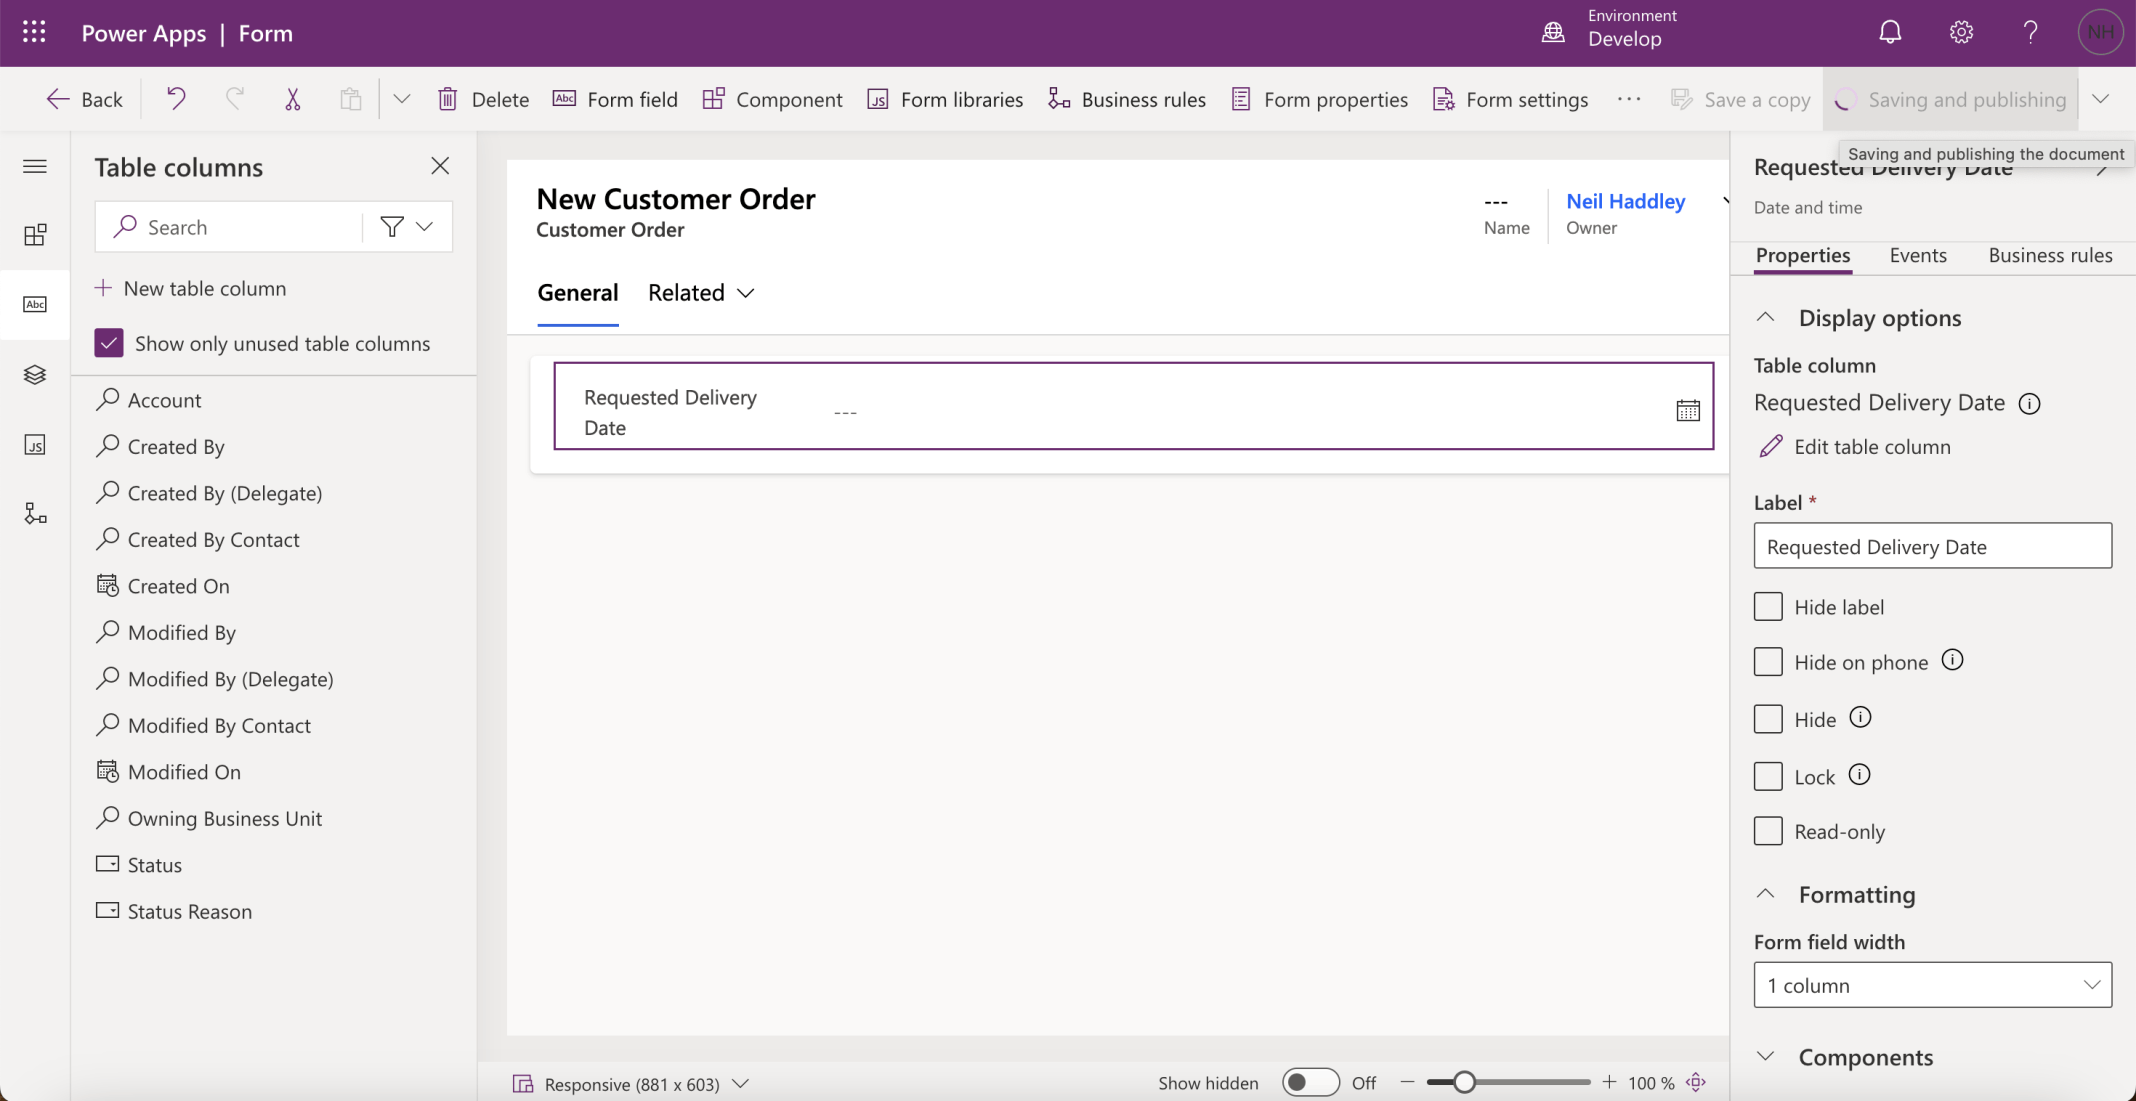 Power Apps | Form
Environment
Develop
NH
Back
Delete
Abc
Form field
Component
JS
Form libraries
Business rules
Form properties
Form settings
···
Save a copy
Saving and publishing
Saving and publishing the document
Table columns
Search
New table column
Show only unused table columns
Account
Created By
Created By (Delegate)
Created By Contact
Created On
Modified By
Modified By (Delegate)
Modified By Contact
Modified On
Owning Business Unit
Status
Status Reason
Abc
JS
New Customer Order
Customer Order
---
Name
Neil Haddley
Owner
General
Related
Requested Delivery
Date
---
Responsive (881 x 603)
Show hidden
Off
100 %
Requested Delivery Date
Date and time
Properties
Events
Business rules
Display options
Table column
Requested Delivery Date
Edit table column
Label *
Requested Delivery Date
Hide label
Hide on phone
Hide
Lock
Read-only
Formatting
Form field width
1 column
Components